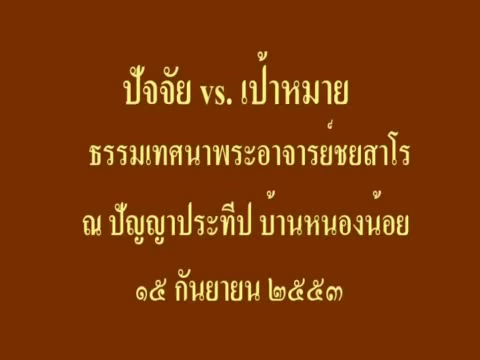 ปัจจัย vs. เป้าหมาย
ธรรมเทศนาพระอาจารย์ชยสาโร
ณ ปัญญาประทีป บ้านหนองน้อย
๑๕ กันยายน ๒๕๕๓